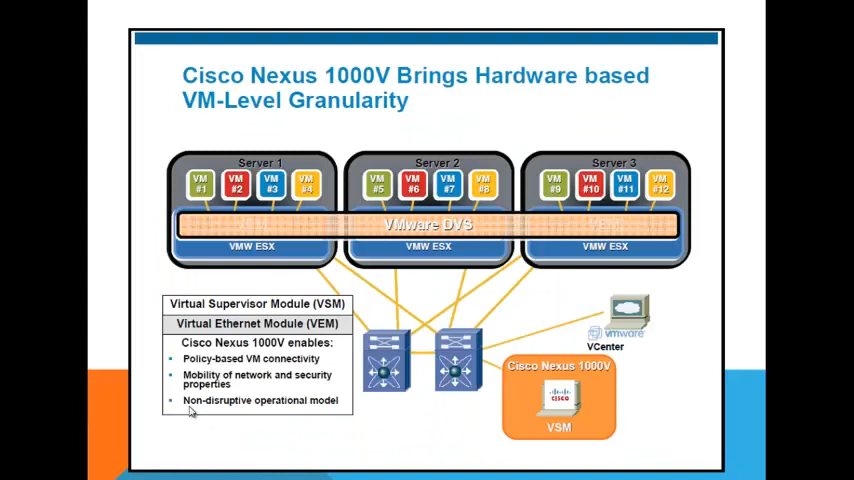 Cisco Nexus 1000V Brings Hardware based
VM-Level Granularity
Server 1
Server 2
Server 3
VM #1
VM #2
VM #3
VM #4
VM #5
VM #6
VM #7
VM #8
VM #9
VM #10
VM #11
VM #12
VMware DVS
VMW ESX
VMW ESX
VMW ESX
Virtual Supervisor Module (VSM)
Virtual Ethernet Module (VEM)
Cisco Nexus 1000V enables:
Policy-based VM connectivity
Mobility of network and security
properties
Non-disruptive operational model
vmware
VCenter
Cisco Nexus 1000V
CISCO
VSM